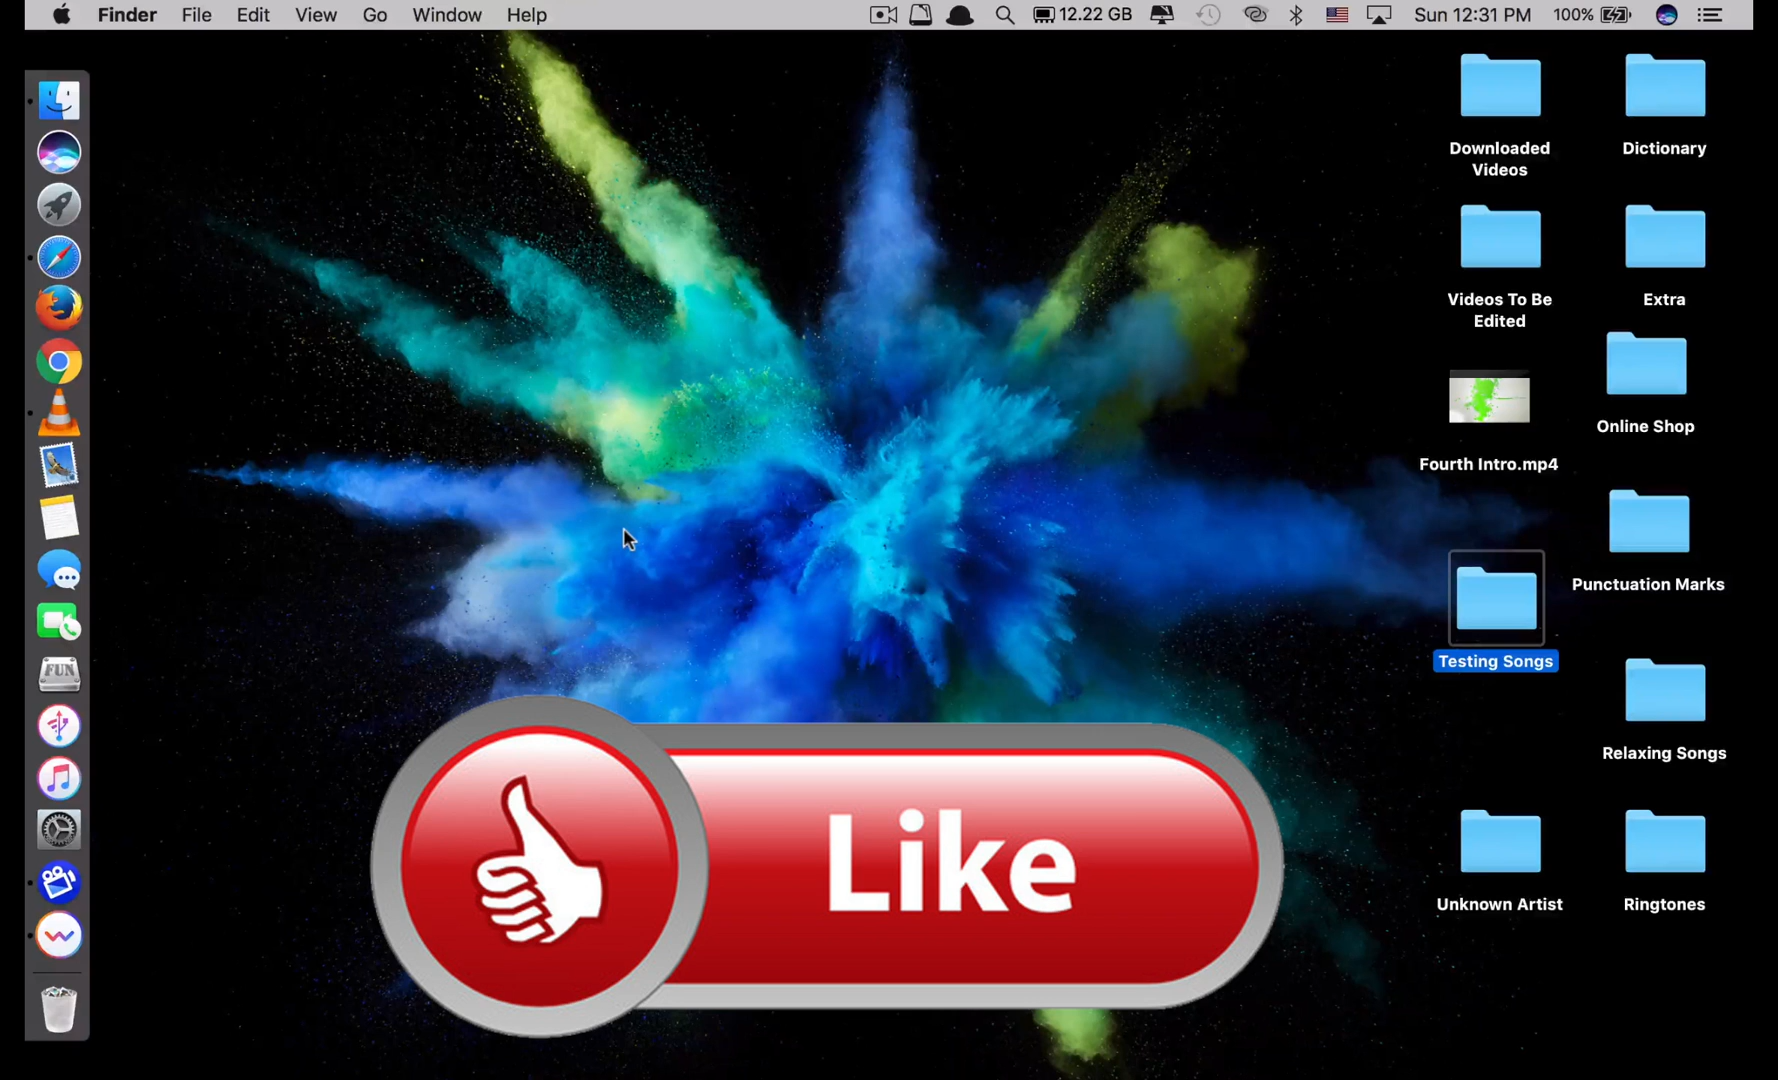 Finder File Edit View Go Window Help 12.22 GB Sun 12:31 PM 100%
Downloaded
Videos
Dictionary
Videos To Be
Edited
Extra
Fourth Intro.mp4
Online Shop
Punctuation Marks
Testing Songs
Relaxing Songs
Unknown Artist
Ringtones
FUN
Like